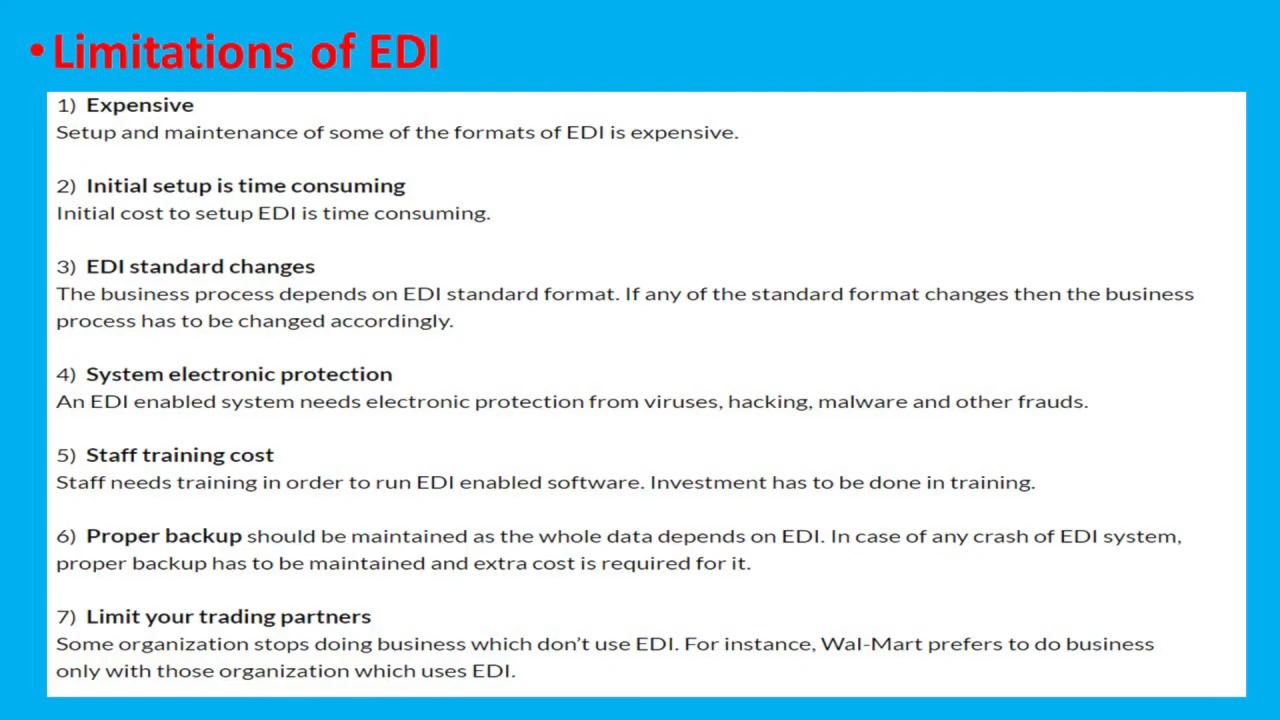 •Limitations of EDI
1) Expensive
Setup and maintenance of some of the formats of EDI is expensive.
2) Initial setup is time consuming
Initial cost to setup EDI is time consuming.
3) EDI standard changes
The business process depends on EDI standard format. If any of the standard format changes then the business
process has to be changed accordingly.
4) System electronic protection
An EDI enabled system needs electronic protection from viruses, hacking, malware and other frauds.
5) Staff training cost
Staff needs training in order to run EDI enabled software. Investment has to be done in training.
6) Proper backup should be maintained as the whole data depends on EDI. In case of any crash of EDI system,
proper backup has to be maintained and extra cost is required for it.
7) Limit your trading partners
Some organization stops doing business which don’t use EDI. For instance, Wal-Mart prefers to do business
only with those organization which uses EDI.